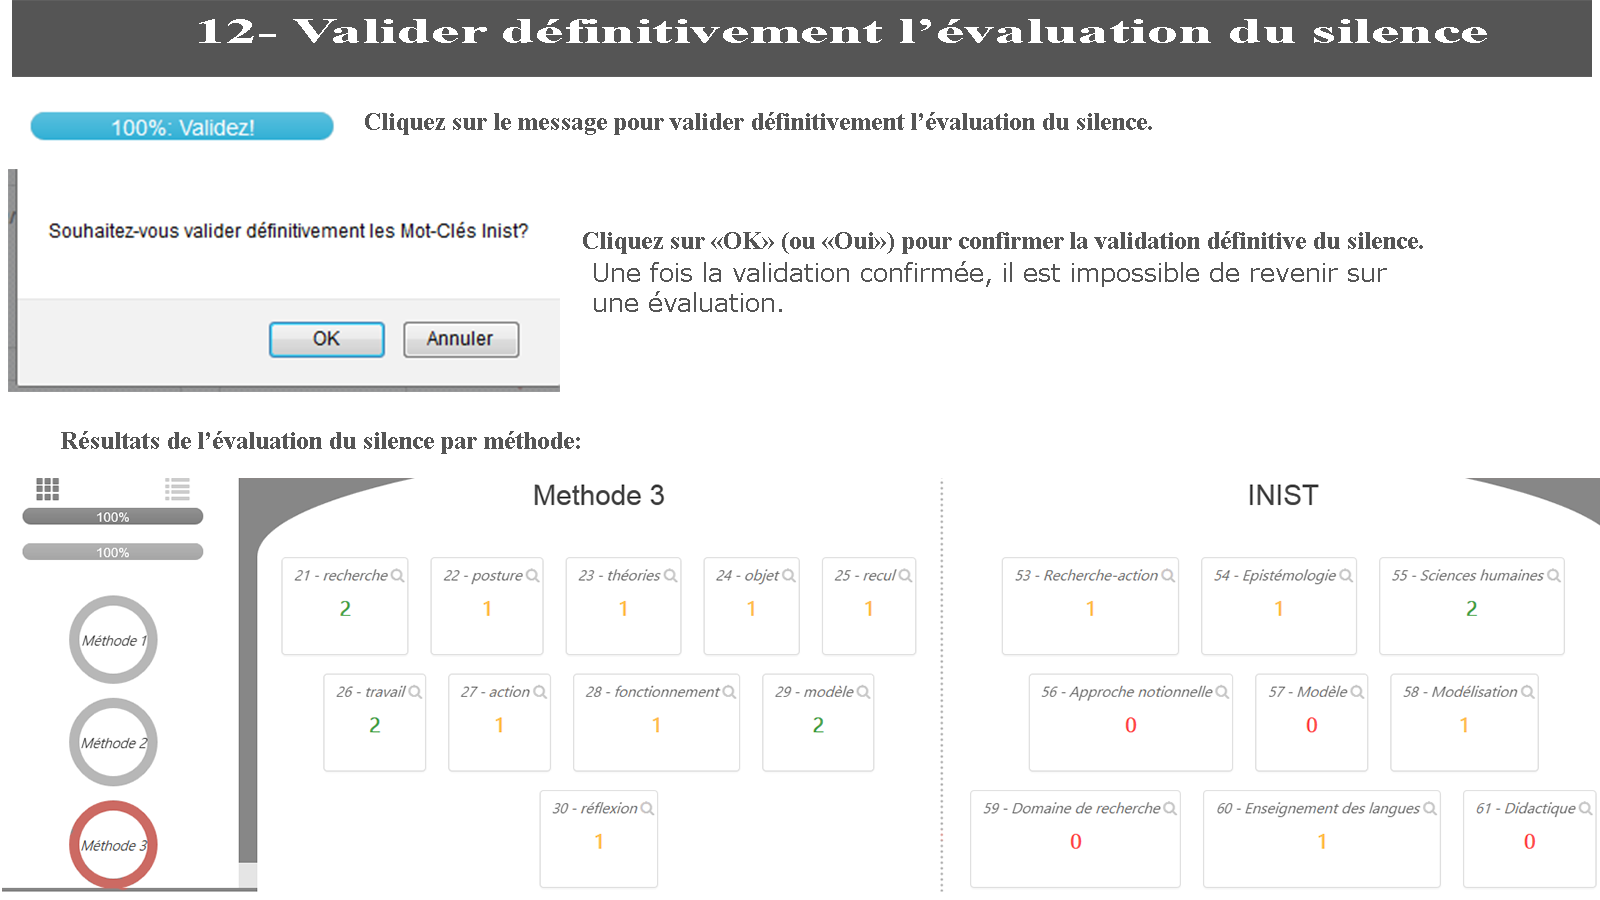 12- Valider définitivement l’évaluation du silence
100%: Validez!
Cliquez sur le message pour valider définitivement l’évaluation du silence.
Souhaitez-vous valider définitivement les Mot-Clés Inist?
OK
Annuler
Cliquez sur «OK» (ou «Oui») pour confirmer la validation définitive du silence.
Une fois la validation confirmée, il est impossible de revenir sur
une évaluation.
Résultats de l’évaluation du silence par méthode:
100%
100%
Méthode 1
Méthode 2
Méthode 3
Methode 3
21 - recherche
2
22 - posture
1
23 - théories
1
24 - objet
1
25 - recul
1
26 - travail
2
27 - action
1
28 - fonctionnement
1
29 - modèle
2
30 - réflexion
1
INIST
53 - Recherche-action
1
54 - Epistémologie
1
55 - Sciences humaines
2
56 - Approche notionnelle
0
57 - Modèle
0
58 - Modélisation
1
59 - Domaine de recherche
0
60 - Enseignement des langues
1
61 - Didactique
0